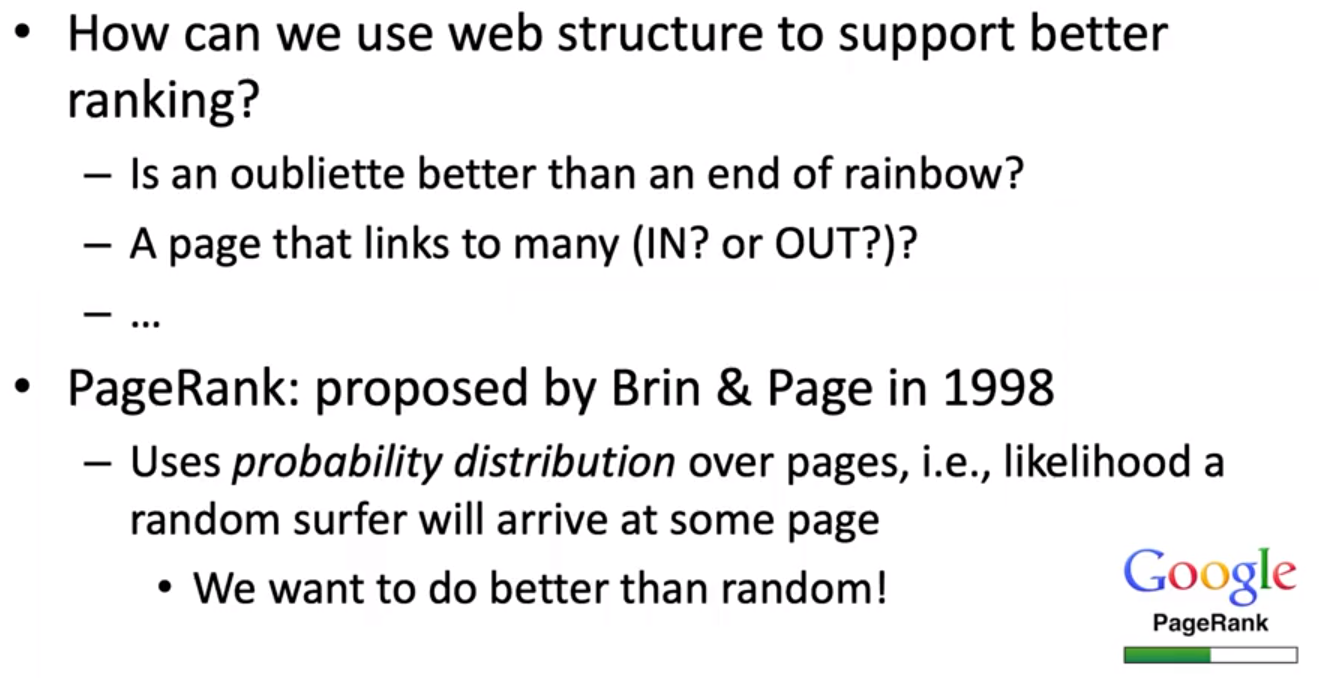 • How can we use web structure to support better
ranking?
– Is an oubliette better than an end of rainbow?
– A page that links to many (IN? or OUT?)?
– ...
• PageRank: proposed by Brin & Page in 1998
– Uses probability distribution over pages, i.e., likelihood a
random surfer will arrive at some page
• We want to do better than random!
Google
PageRank